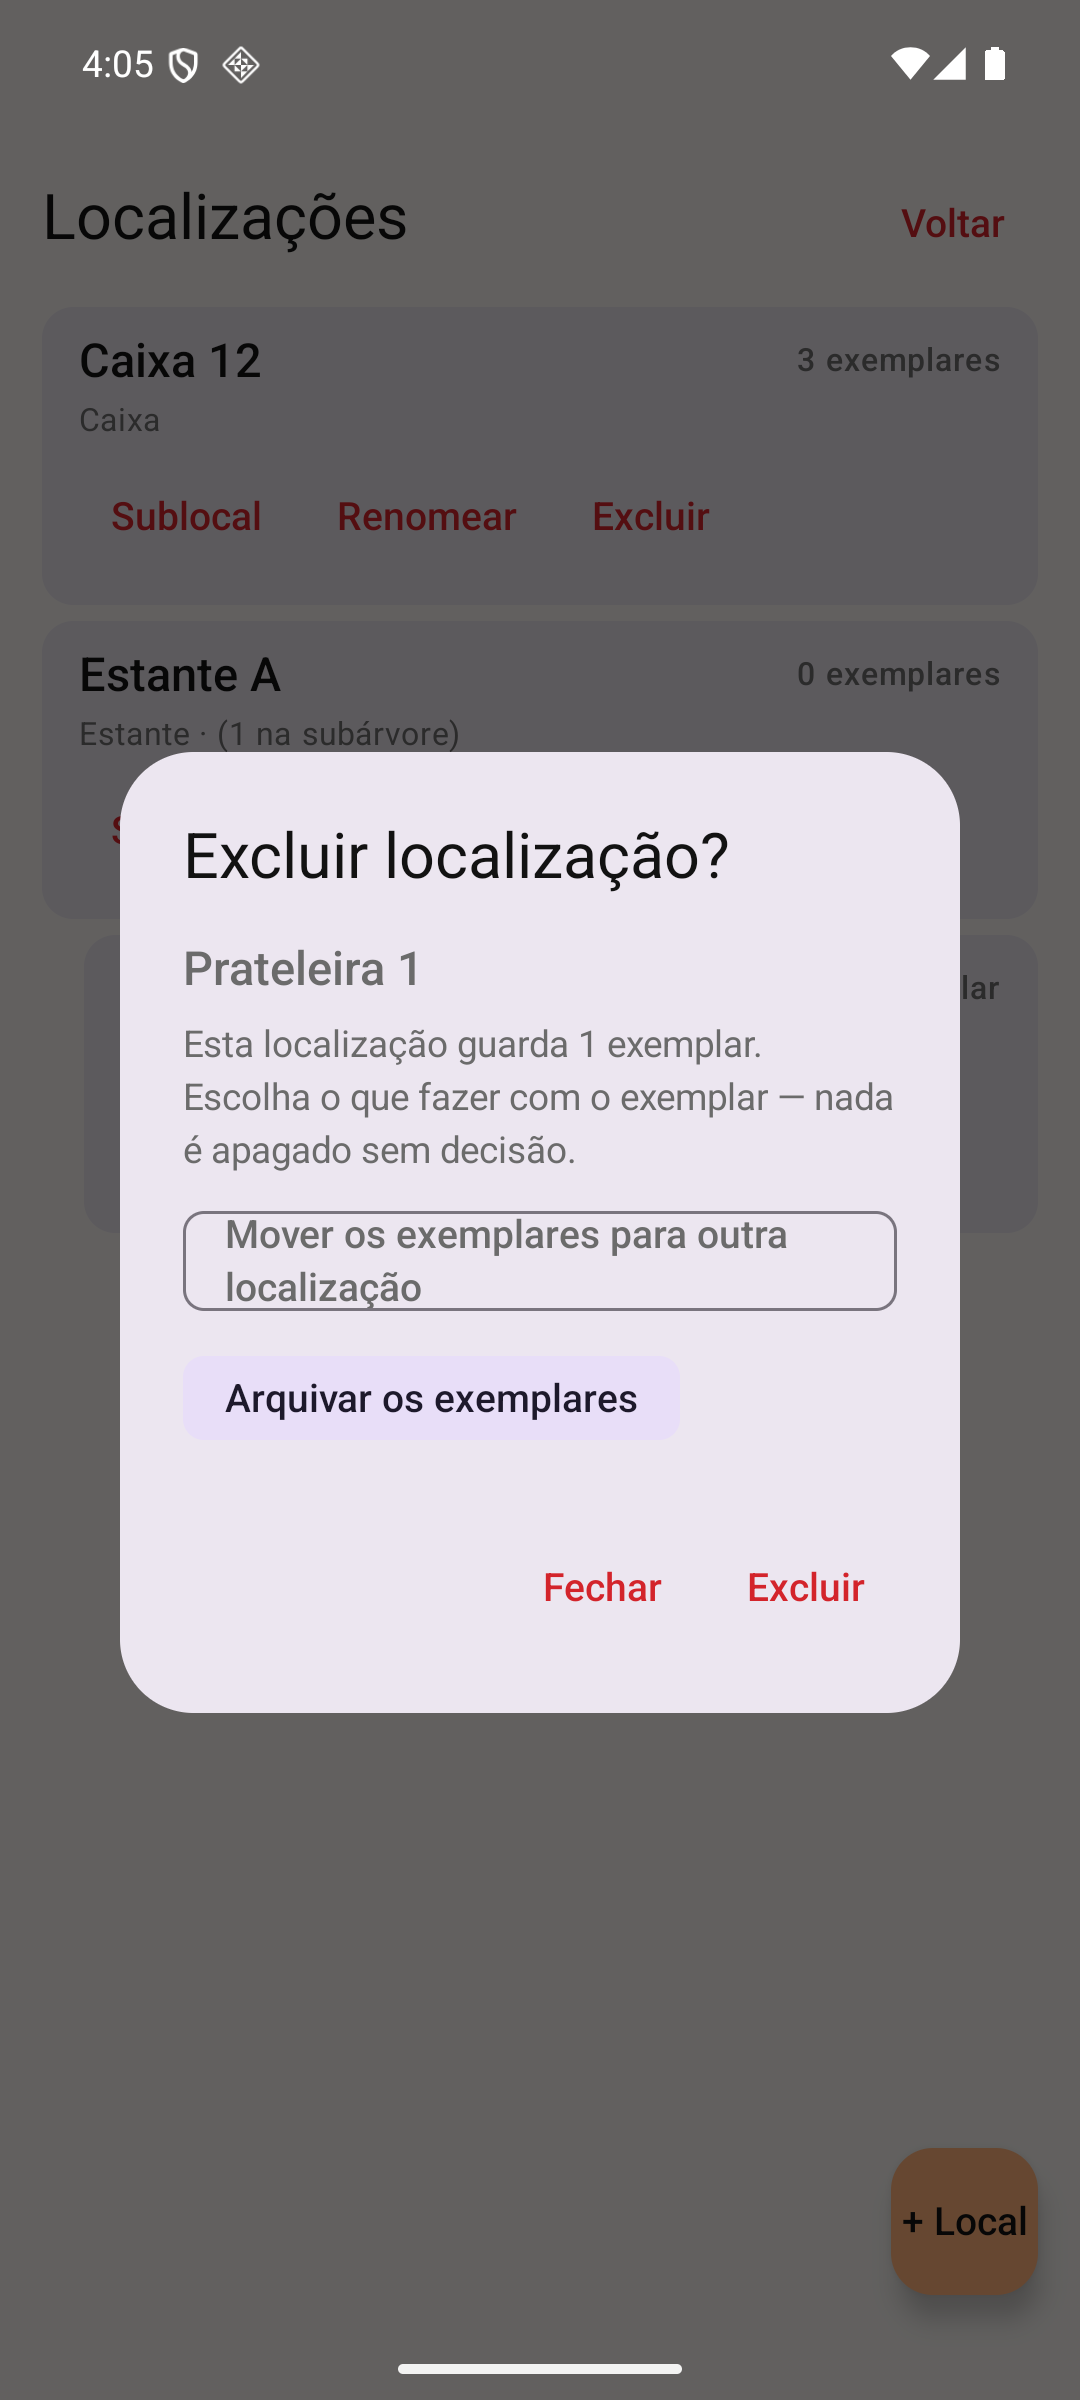 4:05
Localizações
Voltar
Caixa 12
3 exemplares
Caixa
Sublocal
Renomear
Excluir
Estante A
0 exemplares
Estante · (1 na subárvore)
Excluir localização?
Prateleira 1
Esta localização guarda 1 exemplar.
Escolha o que fazer com o exemplar — nada
é apagado sem decisão.
Mover os exemplares para outra
localização
Arquivar os exemplares
Fechar
Excluir
+ Local